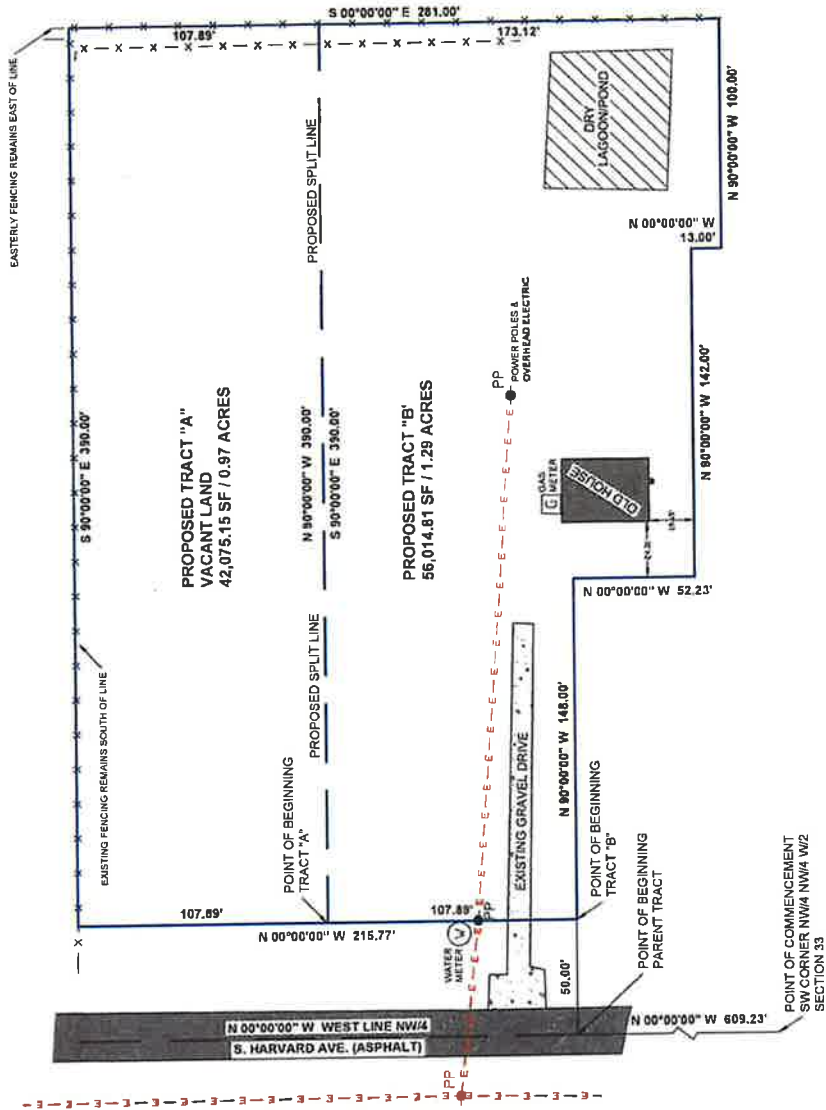 S 00°00'00" E 281.00'
107.89'
173.12'
EASTERLY FENCING REMAINS EAST OF LINE
S 90°00'00" E 390.00'
EXISTING FENCING REMAINS SOUTH OF LINE
PROPOSED TRACT "A"
VACANT LAND
42,075.15 SF / 0.97 ACRES
PROPOSED SPLIT LINE
PROPOSED SPLIT LINE
N 90°00'00" W 390.00'
S 90°00'00" E 390.00'
PROPOSED TRACT "B'
56,014.81 SF / 1.29 ACRES
DRY
LAGOON/POND
N 90°00'00" W 100.00'
N 00°00'00" W
13.00'
PP
POWER POLES &
OVERHEAD ELECTRIC
N 90°00'00" W 142.00'
G
GAS
METER
OLD HOUSE
N 00°00'00" W 52.23'
N 90°00'00" W 148.00'
EXISTING GRAVEL DRIVE
POINT OF BEGINNING
TRACT "A"
107.89'
N 00°00'00" W 215.77'
107.89'
PP
WATER
METER
W
50.00'
POINT OF BEGINNING
TRACT "B"
POINT OF BEGINNING
PARENT TRACT
N 00°00'00" W WEST LINE NW/4
S. HARVARD AVE. (ASPHALT)
N 00°00'00" W 609.23'
POINT OF COMMENCEMENT
SW CORNER NW/4 NW/4 W/2
SECTION 33
PP